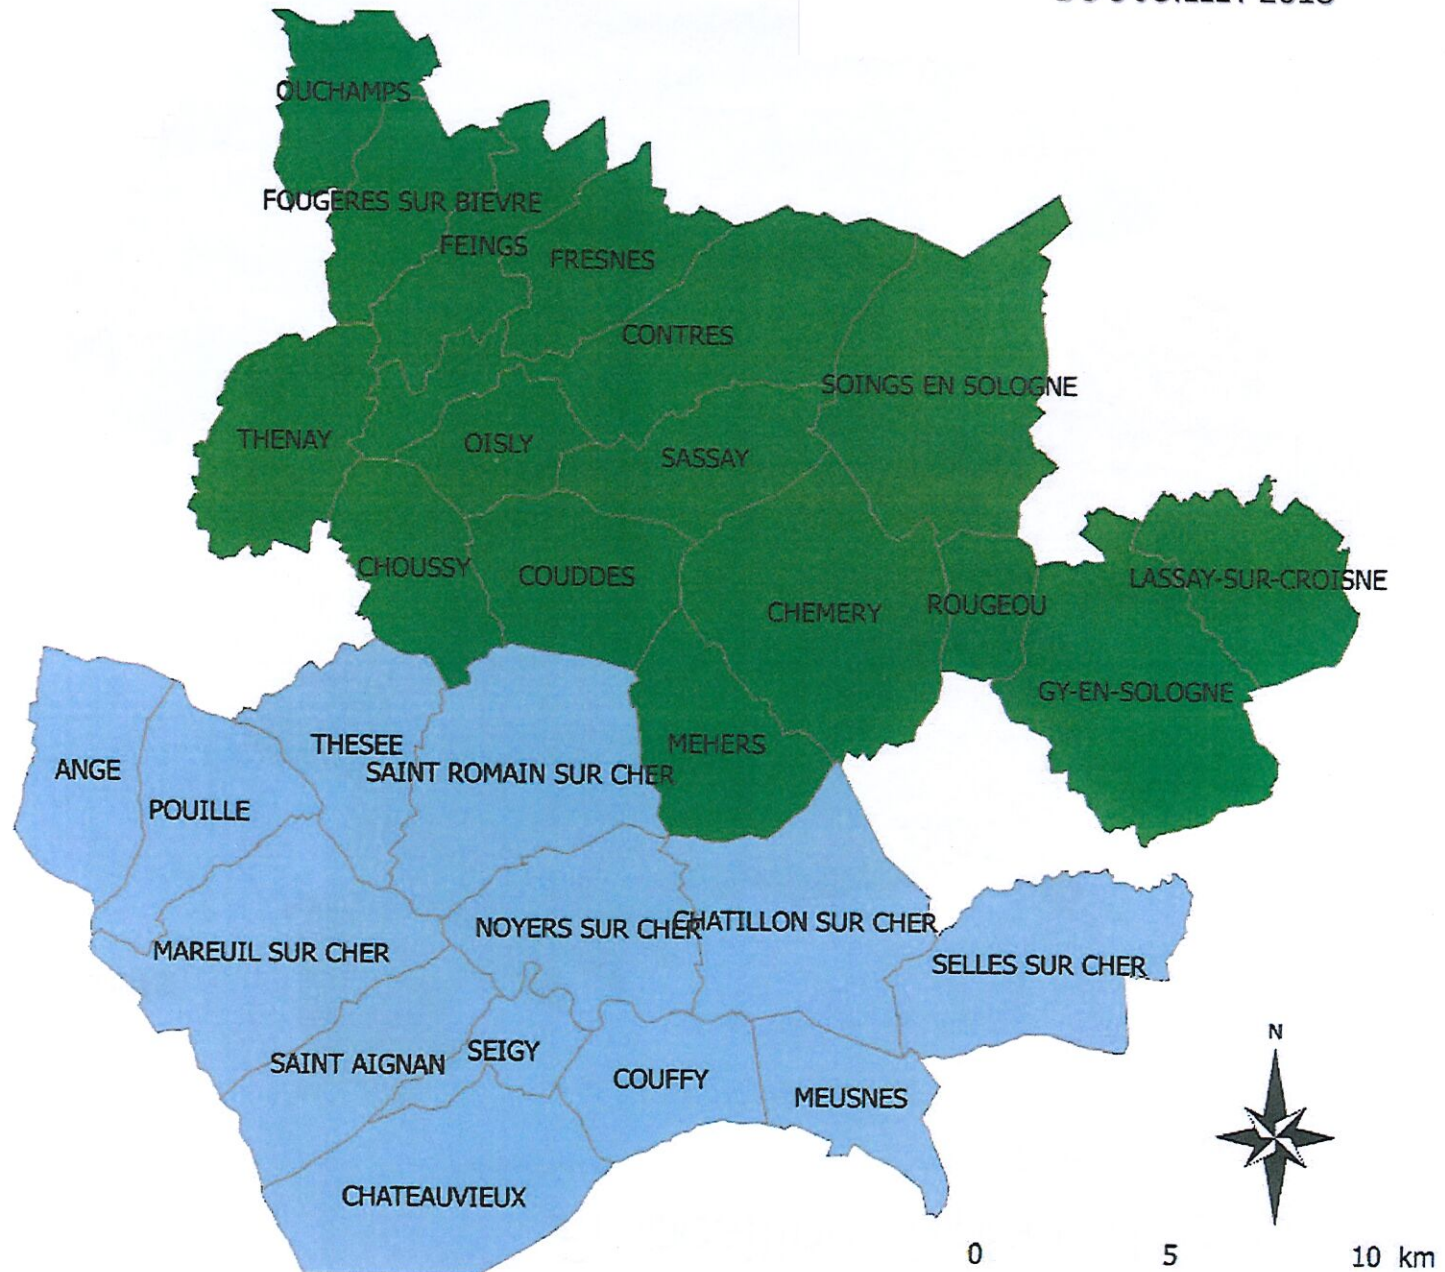 OUCHAMPS
FOUGERES SUR BIEVRE
FEINGS
FRESNES
CONTRES
SOINGS EN SOLOGNE
THENAY
OISLY
SASSAY
CHOUSSY
COUDDES
CHEMERY
ROUGEOU
LASSAY-SUR-CROISNE
GY-EN-SOLOGNE
MEHERS
THESEE
SAINT ROMAIN SUR CHER
ANGE
POUILLE
MAREUIL SUR CHER
NOYERS SUR CHER
CHATILLON SUR CHER
SELLES SUR CHER
SAINT AIGNAN
SEIGY
COUFFY
MEUSNES
CHATEAUVIEUX
N
0 5 10 km